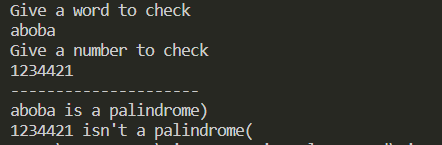 Give a word to check
aboba
Give a number to check
1234421
---------------------
aboba is a palindrome)
1234421 isn't a palindrome(